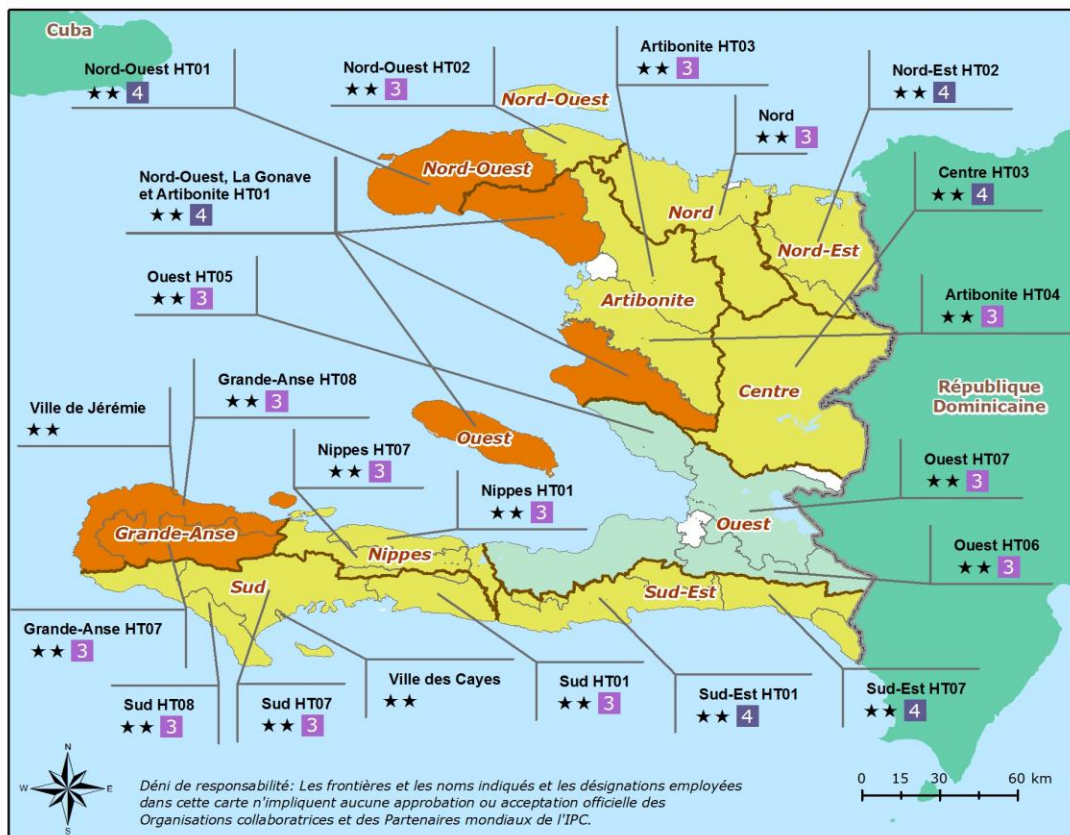 Cuba
Nord-Ouest HT01
★★ 4
Nord-Ouest HT02
★★ 3
Artibonite HT03
★★ 3
Nord-Est HT02
★★ 4
Nord
★★ 3
Nord-Ouest
Nord-Ouest
Nord-Ouest, La Gonave
et Artibonite HT01
★★ 4
Centre HT03
★★ 4
Nord
Nord-Est
Ouest HT05
★★ 3
Artibonite
Artibonite HT04
★★ 3
Grande-Anse HT08
★★ 3
Ville de Jérémie
★★
Centre
République
Dominicaine
Ouest
Nippes HT07
★★ 3
Nippes HT01
★★ 3
Ouest HT07
★★ 3
Grande-Anse
Nippes
Ouest
Ouest HT06
★★ 3
Sud
Sud-Est
Grande-Anse HT07
★★ 3
Sud HT08
★★ 3
Sud HT07
★★ 3
Ville des Cayes
★★
Sud HT01
★★ 3
Sud-Est HT01
★★ 4
Sud-Est HT07
★★ 4
N
W E
S
Déni de responsabilité: Les frontières et les noms indiqués et les désignations employées
dans cette carte n'impliquent aucune approbation ou acceptation officielle des
Organisations collaboratrices et des Partenaires mondiaux de l'IPC.
0 15 30 60 km